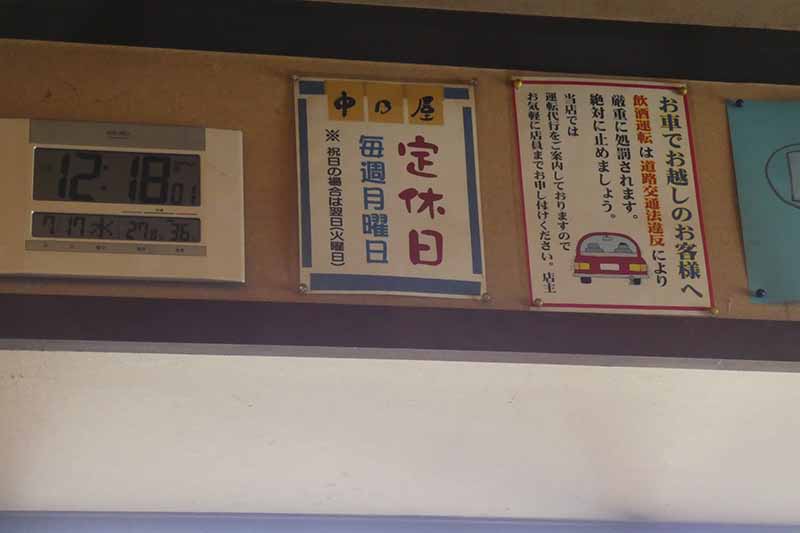 12:18 01
7 17 水 27.8 36
中乃屋
定休日
毎週月曜日
※ 祝日の場合は翌日(火曜日)
お車でお越しのお客様へ
飲酒運転は道路交通法違反により
厳重に処罰されます。
絶対に止めましょう。
当店では
運転代行をご案内しておりますので
お気軽に店員までお申し付けください。店主